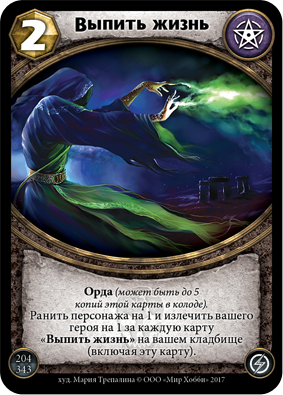 2
Выпить жизнь
Орда (может быть до 5
копий этой карты в колоде).
Ранить персонажа на 1 и излечить вашего
героя на 1 за каждую карту
«Выпить жизнь» на вашем кладбище
(включая эту карту).
204
343
худ. Мария Трепалина © ООО «Мир Хобби» 2017